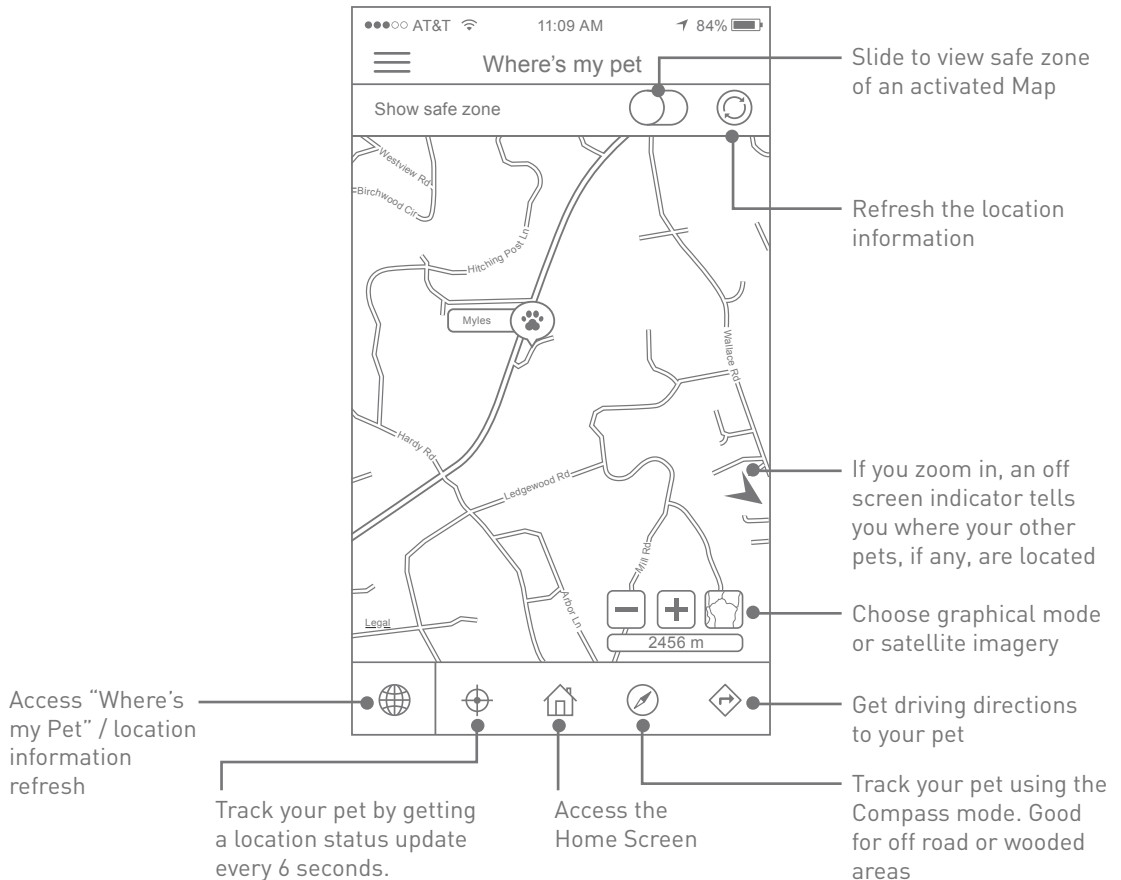 AT&T 11:09 AM 84%
Where's my pet
Show safe zone
Slide to view safe zone
of an activated Map
Refresh the location
information
Westview Rd
Birchwood Cir
Hitching Post Ln
Myles
Wallace Rd
Hardy Rd
Ledgewood Rd
Mill Rd
Arbor Ln
Legal
2456 m
If you zoom in, an off
screen indicator tells
you where your other
pets, if any, are located
Choose graphical mode
or satellite imagery
Get driving directions
to your pet
Access “Where’s
my Pet” / location
information
refresh
Track your pet by getting
a location status update
every 6 seconds.
Access the
Home Screen
Track your pet using the
Compass mode. Good
for off road or wooded
areas